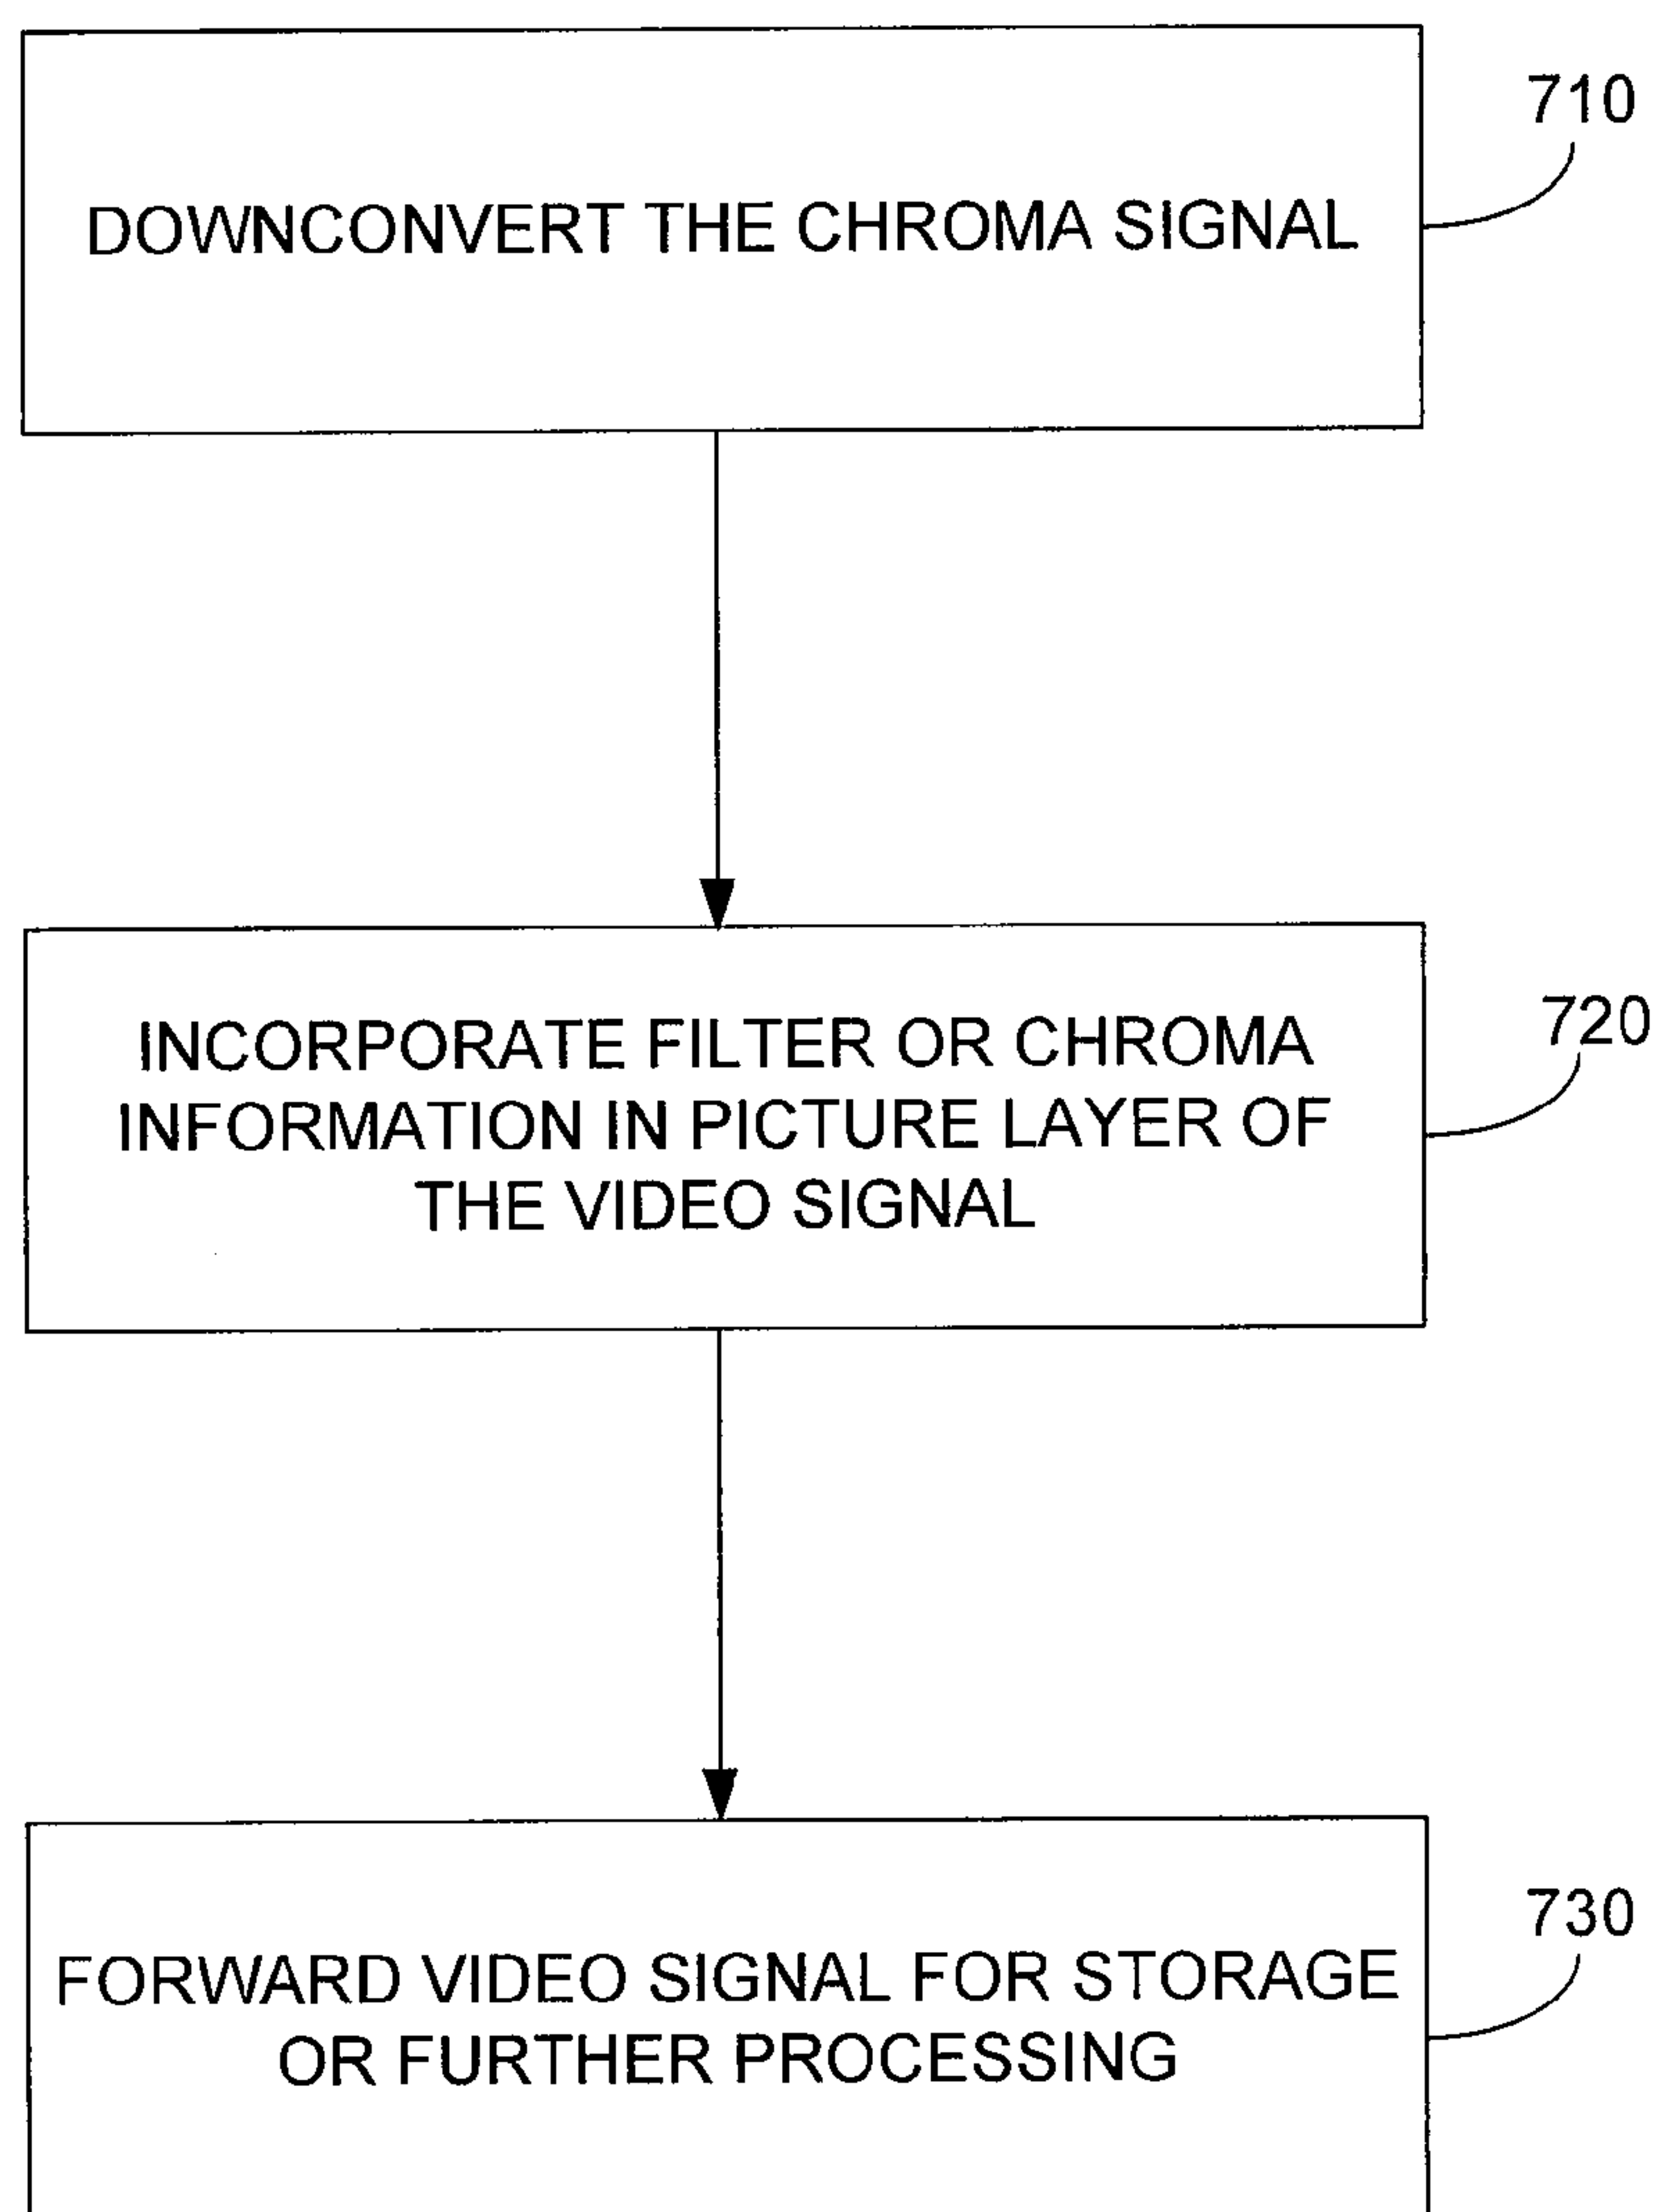 710
DOWNCONVERT THE CHROMA SIGNAL
720
INCORPORATE FILTER OR CHROMA
INFORMATION IN PICTURE LAYER OF
THE VIDEO SIGNAL
730
FORWARD VIDEO SIGNAL FOR STORAGE
OR FURTHER PROCESSING